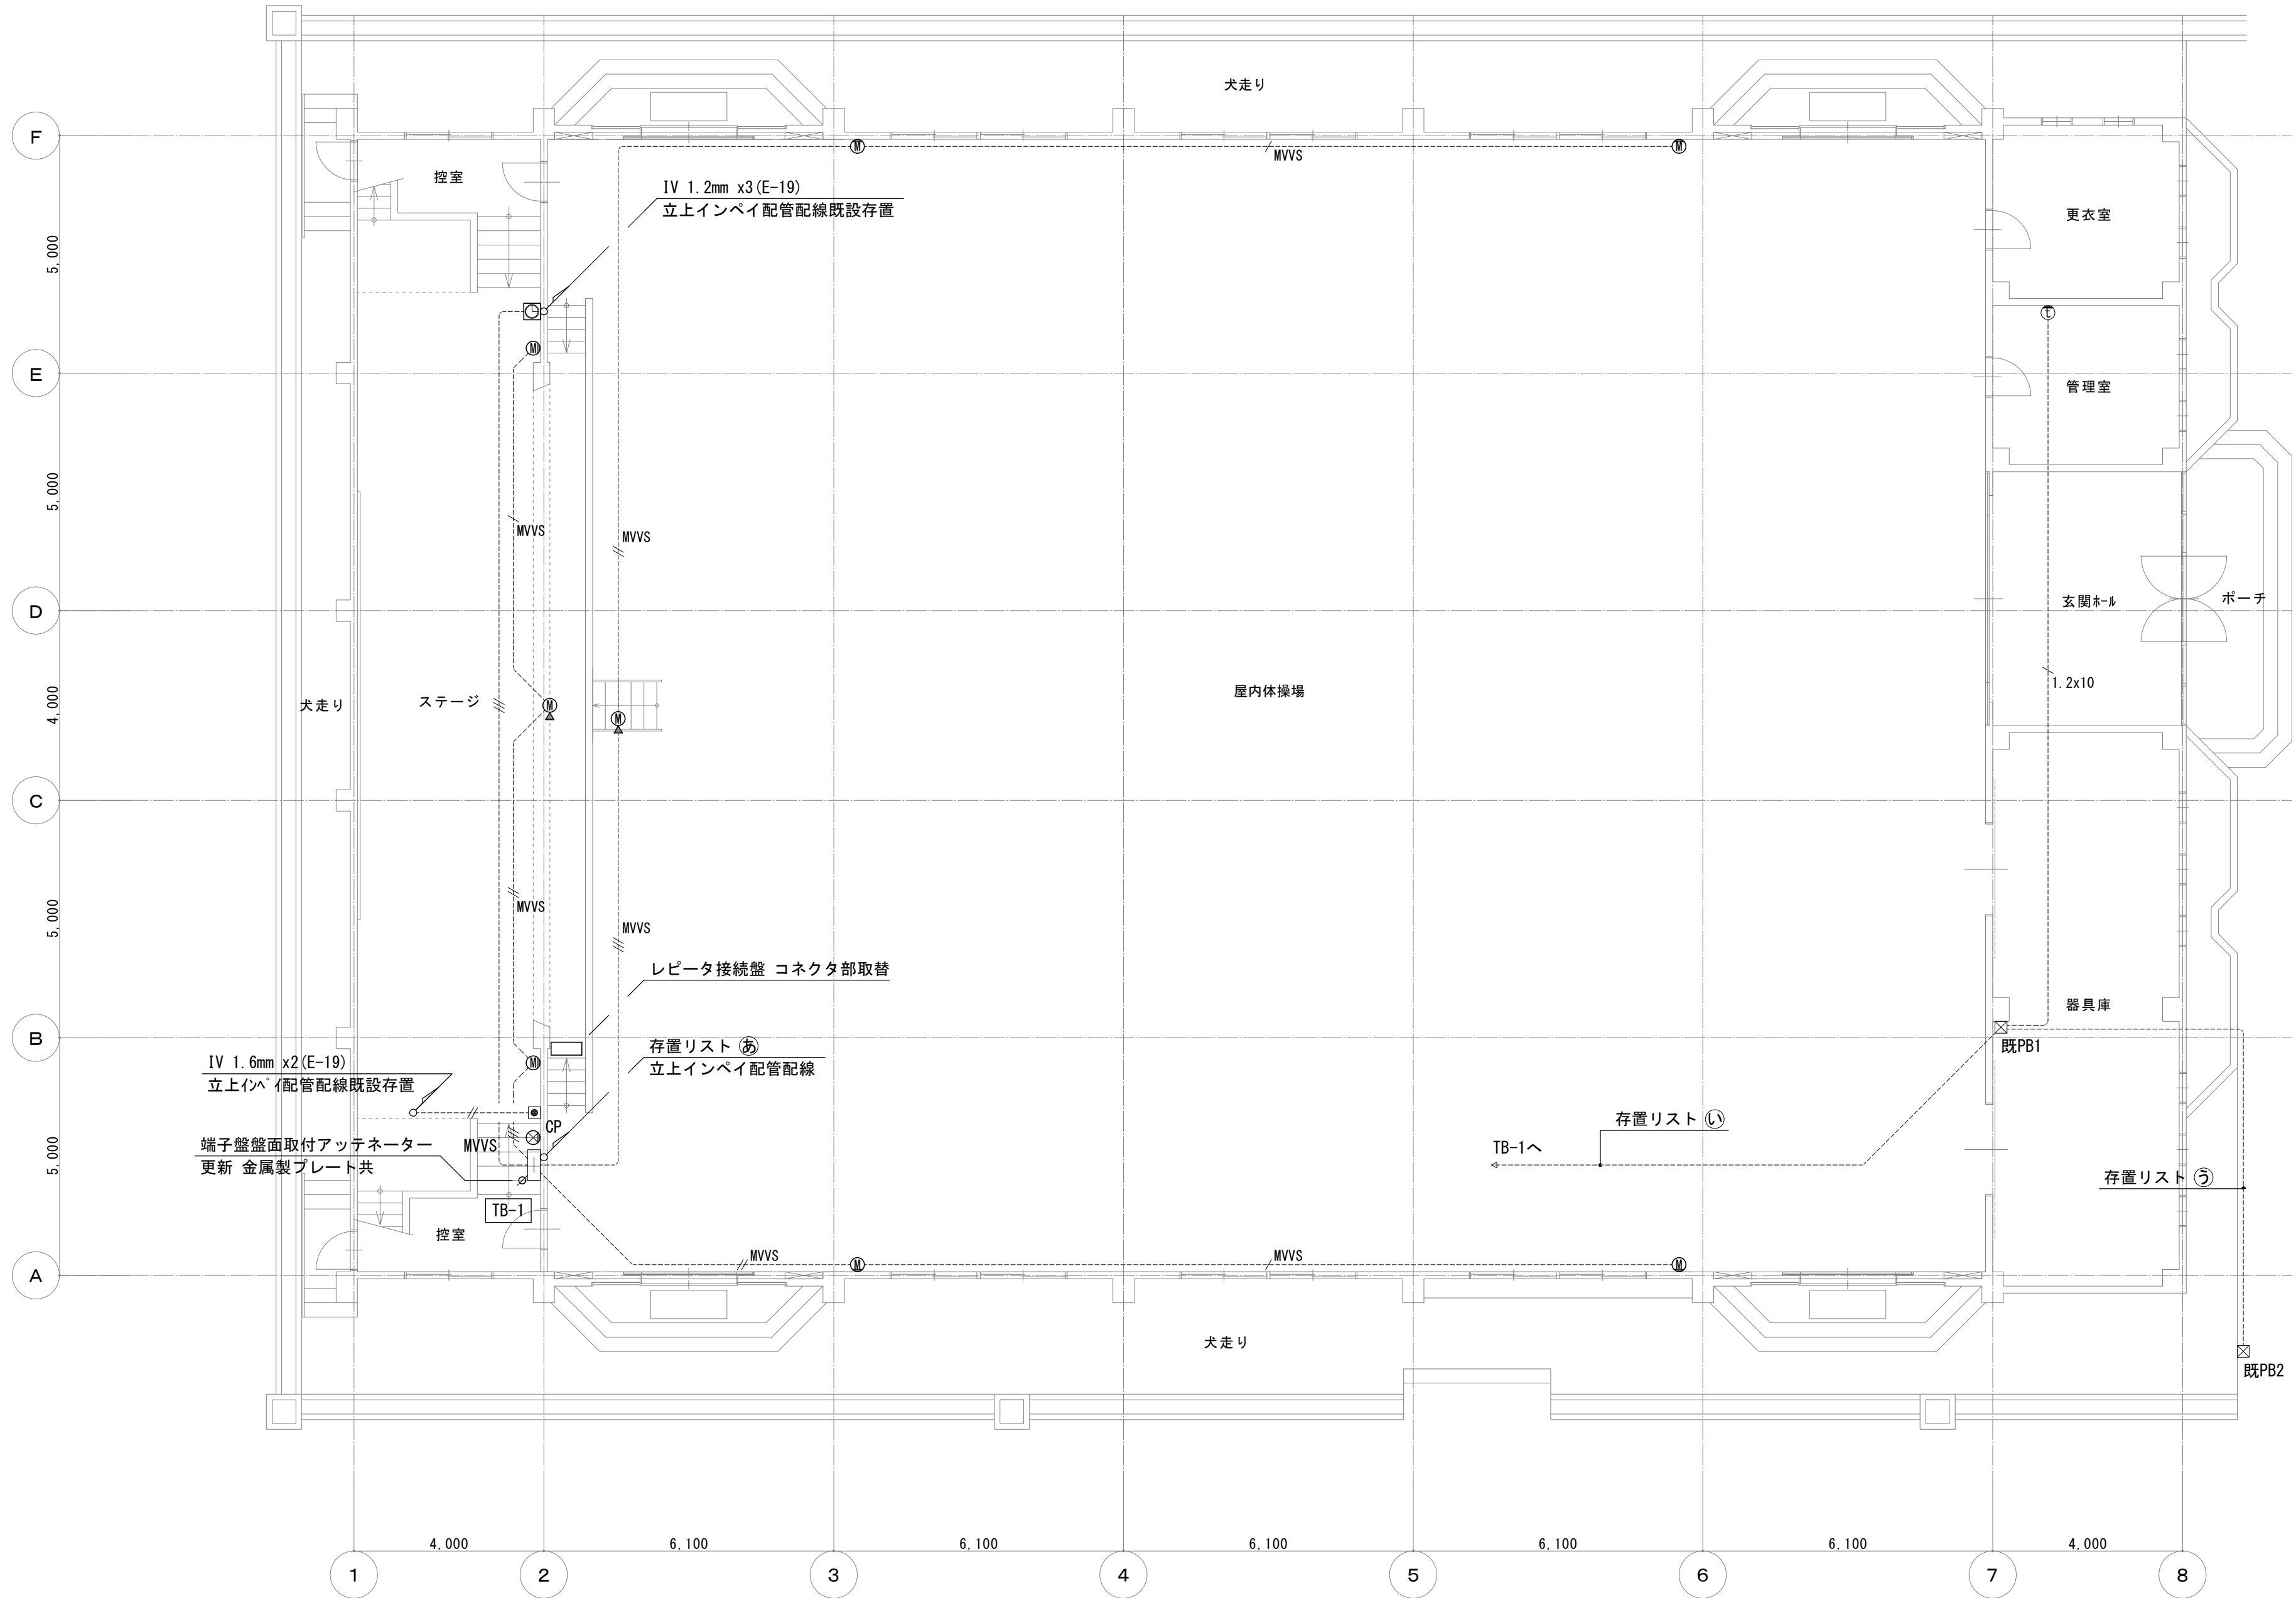 犬走り
F
M
MVVS
M
控室
IV 1.2mm x3(E-19)
立上インペイ配管配線既設存置
更衣室
5,000
t
M
E
管理室
5,000
MVVS
MVVS
D
玄関ホール
ポーチ
1.2x10
犬走り
ステージ
4,000
M
M
屋内体操場
C
MVVS
5,000
MVVS
レピータ接続盤 コネクタ部取替
器具庫
B
存置リスト あ
立上インペイ配管配線
既PB1
IV 1.6mm x2(E-19)
立上インペイ配管配線既設存置
M
CP
存置リスト い
端子盤盤面取付アッテネーター
更新 金属製プレート共
MVVS
TB-1へ
5,000
存置リスト う
TB-1
控室
MVVS
M
MVVS
M
A
犬走り
既PB2
4,000
6,100
6,100
6,100
6,100
6,100
4,000
1
2
3
4
5
6
7
8